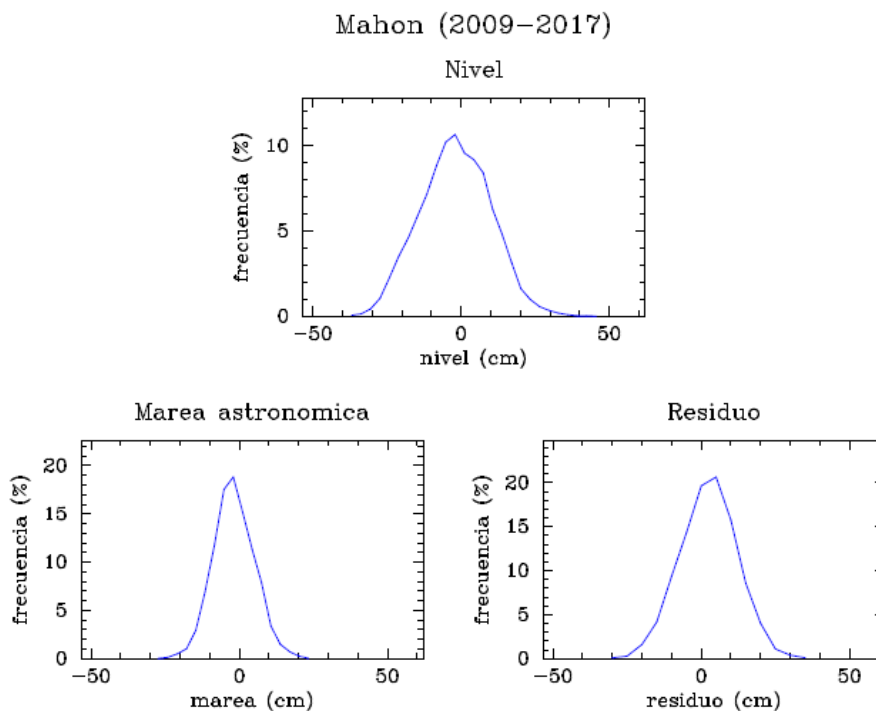 Mahon (2009−2017)
Nivel
frecuencia (%)
10
5
0
−50 0 50
nivel (cm)
Marea astronomica
frecuencia (%)
20
15
10
5
0
−50 0 50
marea (cm)
Residuo
frecuencia (%)
20
15
10
5
0
−50 0 50
residuo (cm)